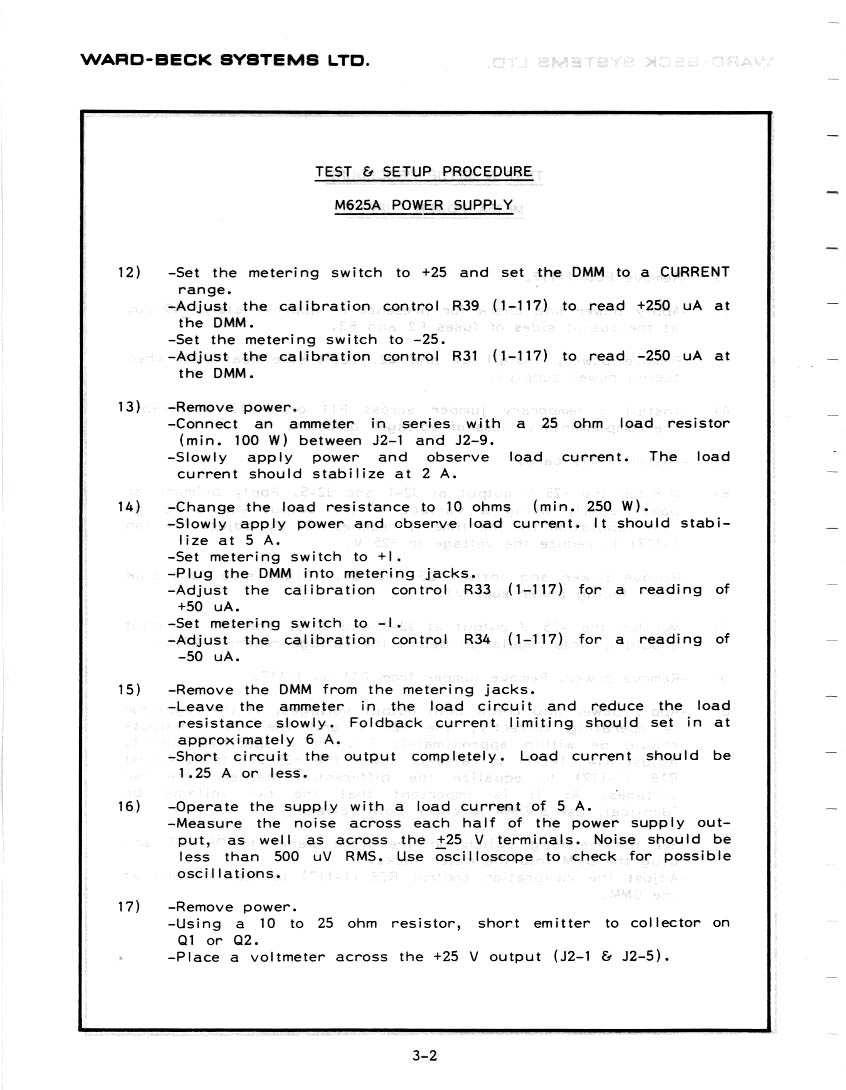 WARD-BECK SYSTEMS LTD.
TEST & SETUP PROCEDURE
M625A POWER SUPPLY
12) -Set the metering switch to +25 and set the DMM to a CURRENT
range.
-Adjust the calibration control R39 (1-117) to read +250 uA at
the DMM.
-Set the metering switch to -25.
-Adjust the calibration control R31 (1-117) to read -250 uA at
the DMM.
13) -Remove power.
-Connect an ammeter in series with a 25 ohm load resistor
(min. 100 W) between J2-1 and J2-9.
-Slowly apply power and observe load current. The load
current should stabilize at 2 A.
14) -Change the load resistance to 10 ohms (min. 250 W).
-Slowly apply power and observe load current. It should stabi-
lize at 5 A.
-Set metering switch to +I.
-Plug the DMM into metering jacks.
-Adjust the calibration control R33 (1-117) for a reading of
+50 uA.
-Set metering switch to -I.
-Adjust the calibration control R34 (1-117) for a reading of
-50 uA.
15) -Remove the DMM from the metering jacks.
-Leave the ammeter in the load circuit and reduce the load
resistance slowly. Foldback current limiting should set in at
approximately 6 A.
-Short circuit the output completely. Load current should be
1.25 A or less.
16) -Operate the supply with a load current of 5 A.
-Measure the noise across each half of the power supply out-
put, as well as across the ±25 V terminals. Noise should be
less than 500 uV RMS. Use oscilloscope to check for possible
oscillations.
17) -Remove power.
-Using a 10 to 25 ohm resistor, short emitter to collector on
Q1 or Q2.
-Place a voltmeter across the +25 V output (J2-1 & J2-5).
3-2